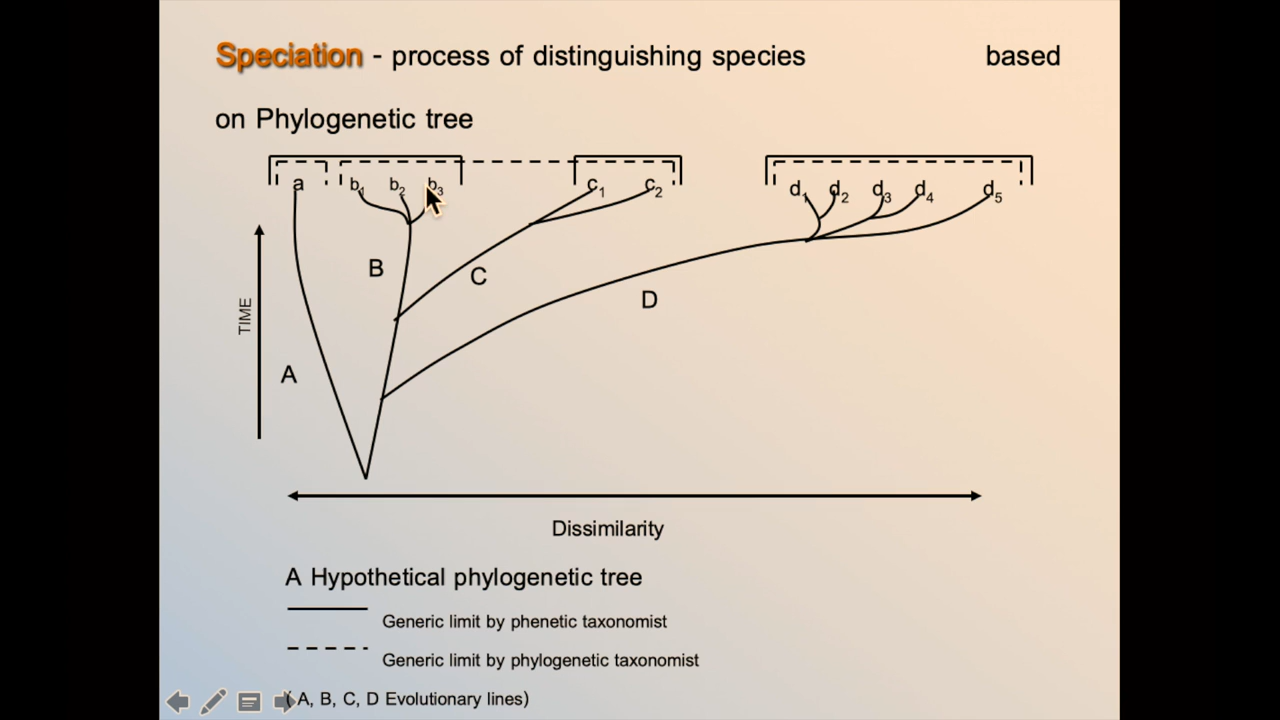 Speciation - process of distinguishing species based
on Phylogenetic tree
a b1 b2 b3 c1 c2 d1 d2 d3 d4 d5
B
C
D
TIME
A
Dissimilarity
A Hypothetical phylogenetic tree
Generic limit by phenetic taxonomist
Generic limit by phylogenetic taxonomist
( A, B, C, D Evolutionary lines)